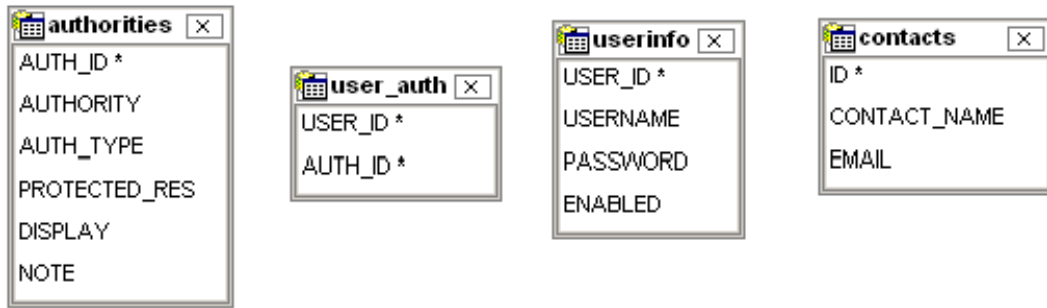 authorities
AUTH_ID *
AUTHORITY
AUTH_TYPE
PROTECTED_RES
DISPLAY
NOTE
user_auth
USER_ID *
AUTH_ID *
userinfo
USER_ID *
USERNAME
PASSWORD
ENABLED
contacts
ID *
CONTACT_NAME
EMAIL